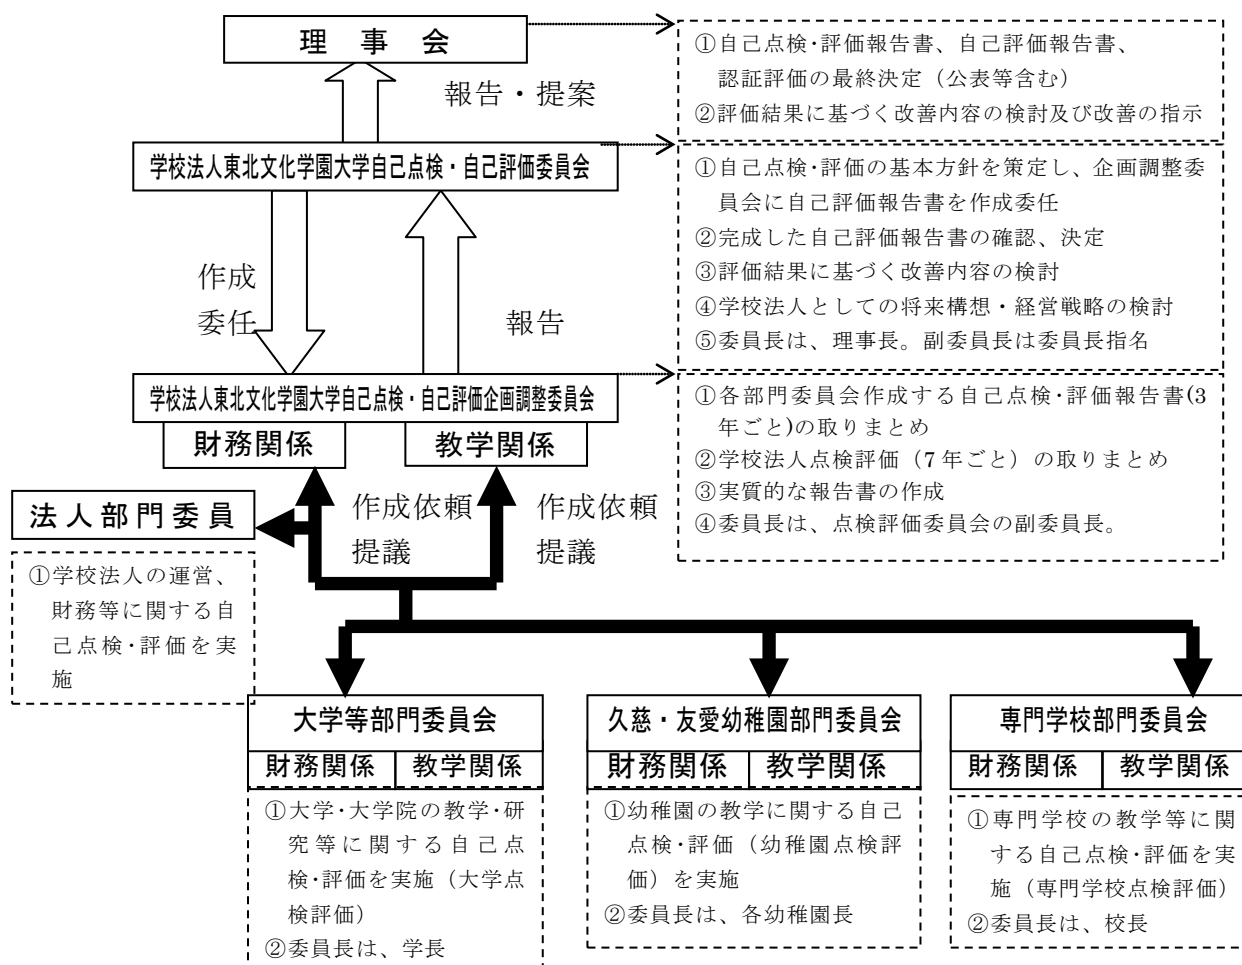 理事会
①自己点検・評価報告書、自己評価報告書、
認証評価の最終決定（公表等含む）
②評価結果に基づく改善内容の検討及び改善の指示
報告・提案
学校法人東北文化学園大学自己点検・自己評価委員会
①自己点検・評価の基本方針を策定し、企画調整委
員会に自己評価報告書を作成委任
②完成した自己評価報告書の確認、決定
③評価結果に基づく改善内容の検討
④学校法人としての将来構想・経営戦略の検討
⑤委員長は、理事長。副委員長は委員長指名
作成
委任
報告
学校法人東北文化学園大学自己点検・自己評価企画調整委員会
財務関係
教学関係
①各部門委員会作成する自己点検・評価報告書(3
年ごと)の取りまとめ
②学校法人点検評価（7年ごと）の取りまとめ
③実質的な報告書の作成
④委員長は、点検評価委員会の副委員長。
法人部門委員
①学校法人の運営、
財務等に関する自
己点検・評価を実
施
作成依頼
提議
作成依頼
提議
大学等部門委員会
財務関係
教学関係
①大学・大学院の教学・研
究等に関する自己点
検・評価を実施（大学点
検評価）
②委員長は、学長
久慈・友愛幼稚園部門委員会
財務関係
教学関係
①幼稚園の教学に関する自己
点検・評価（幼稚園点検評
価）を実施
②委員長は、各幼稚園長
専門学校部門委員会
財務関係
教学関係
①専門学校の教学等に関
する自己点検・評価を実
施（専門学校点検評価）
②委員長は、校長